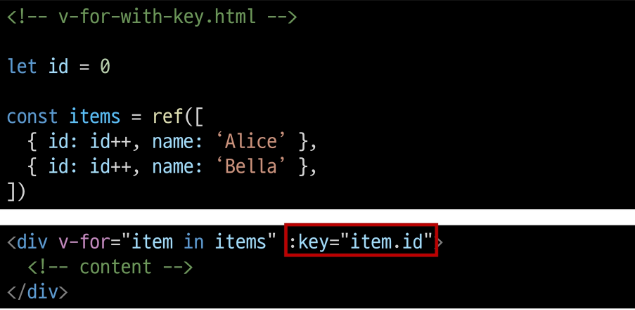 <!-- v-for-with-key.html -->
let id = 0
const items = ref([
  { id: id++, name: ‘Alice’ },
  { id: id++, name: ‘Bella’ },
])
<div v-for="item in items" :key="item.id">
  <!-- content -->
</div>